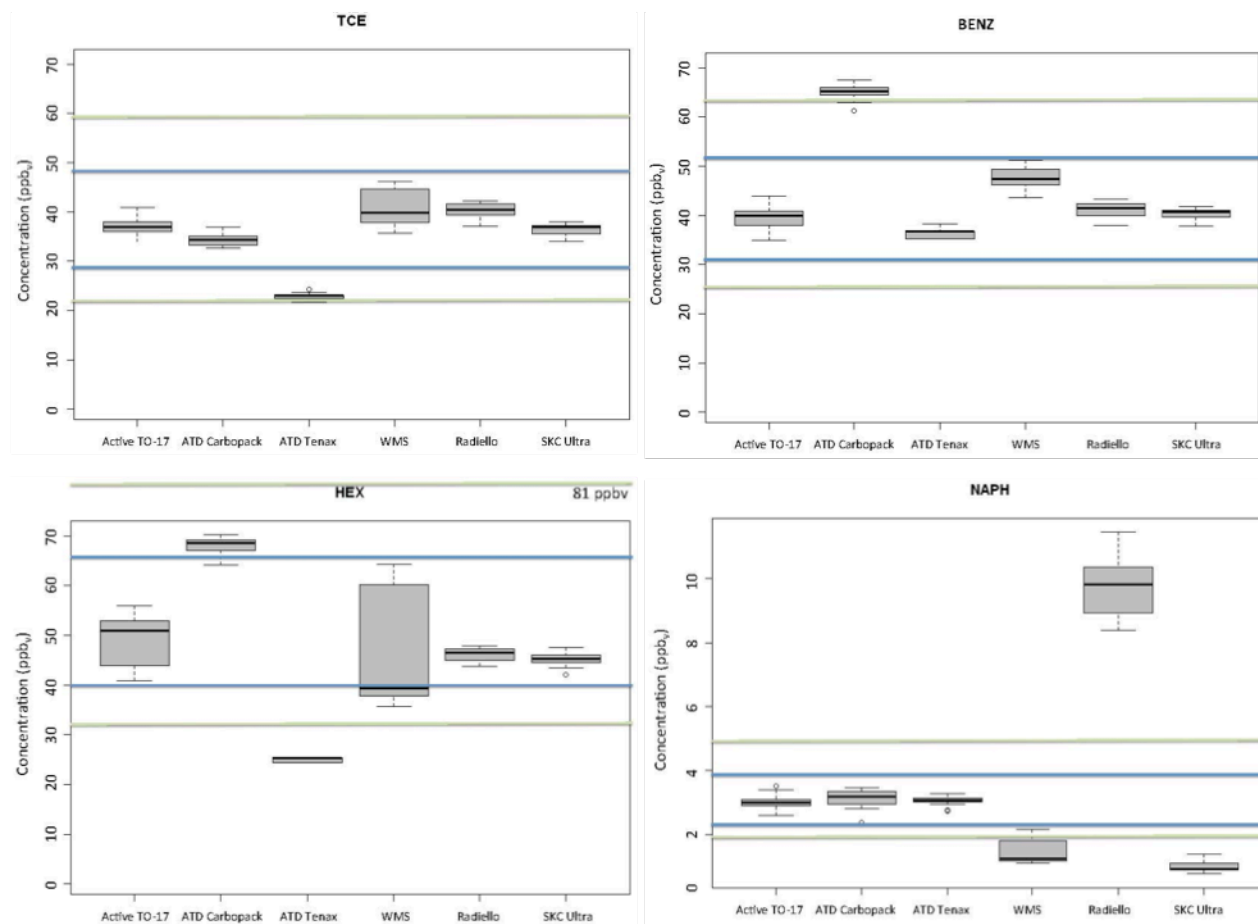 TCE
Concentration (ppbv)
70
60
50
40
30
20
10
0
Active TO-17 ATD Carbopack ATD Tenax WMS Radiello SKC Ultra
BENZ
Concentration (ppbv)
70
60
50
40
30
20
10
0
Active TO-17 ATD Carbopack ATD Tenax WMS Radiello SKC Ultra
HEX 81 ppbv
Concentration (ppbv)
70
60
50
40
30
20
10
0
Active TO-17 ATD Carbopack ATD Tenax WMS Radiello SKC Ultra
NAPH
Concentration (ppbv)
10
8
6
4
2
0
Active TO-17 ATD Carbopack ATD Tenax WMS Radiello SKC Ultra